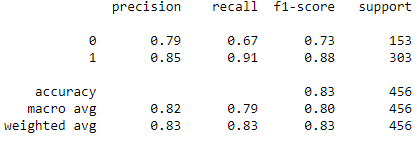 precision recall f1-score support
0 0.79 0.67 0.73 153
1 0.85 0.91 0.88 303
accuracy 0.83 456
macro avg 0.82 0.79 0.80 456
weighted avg 0.83 0.83 0.83 456